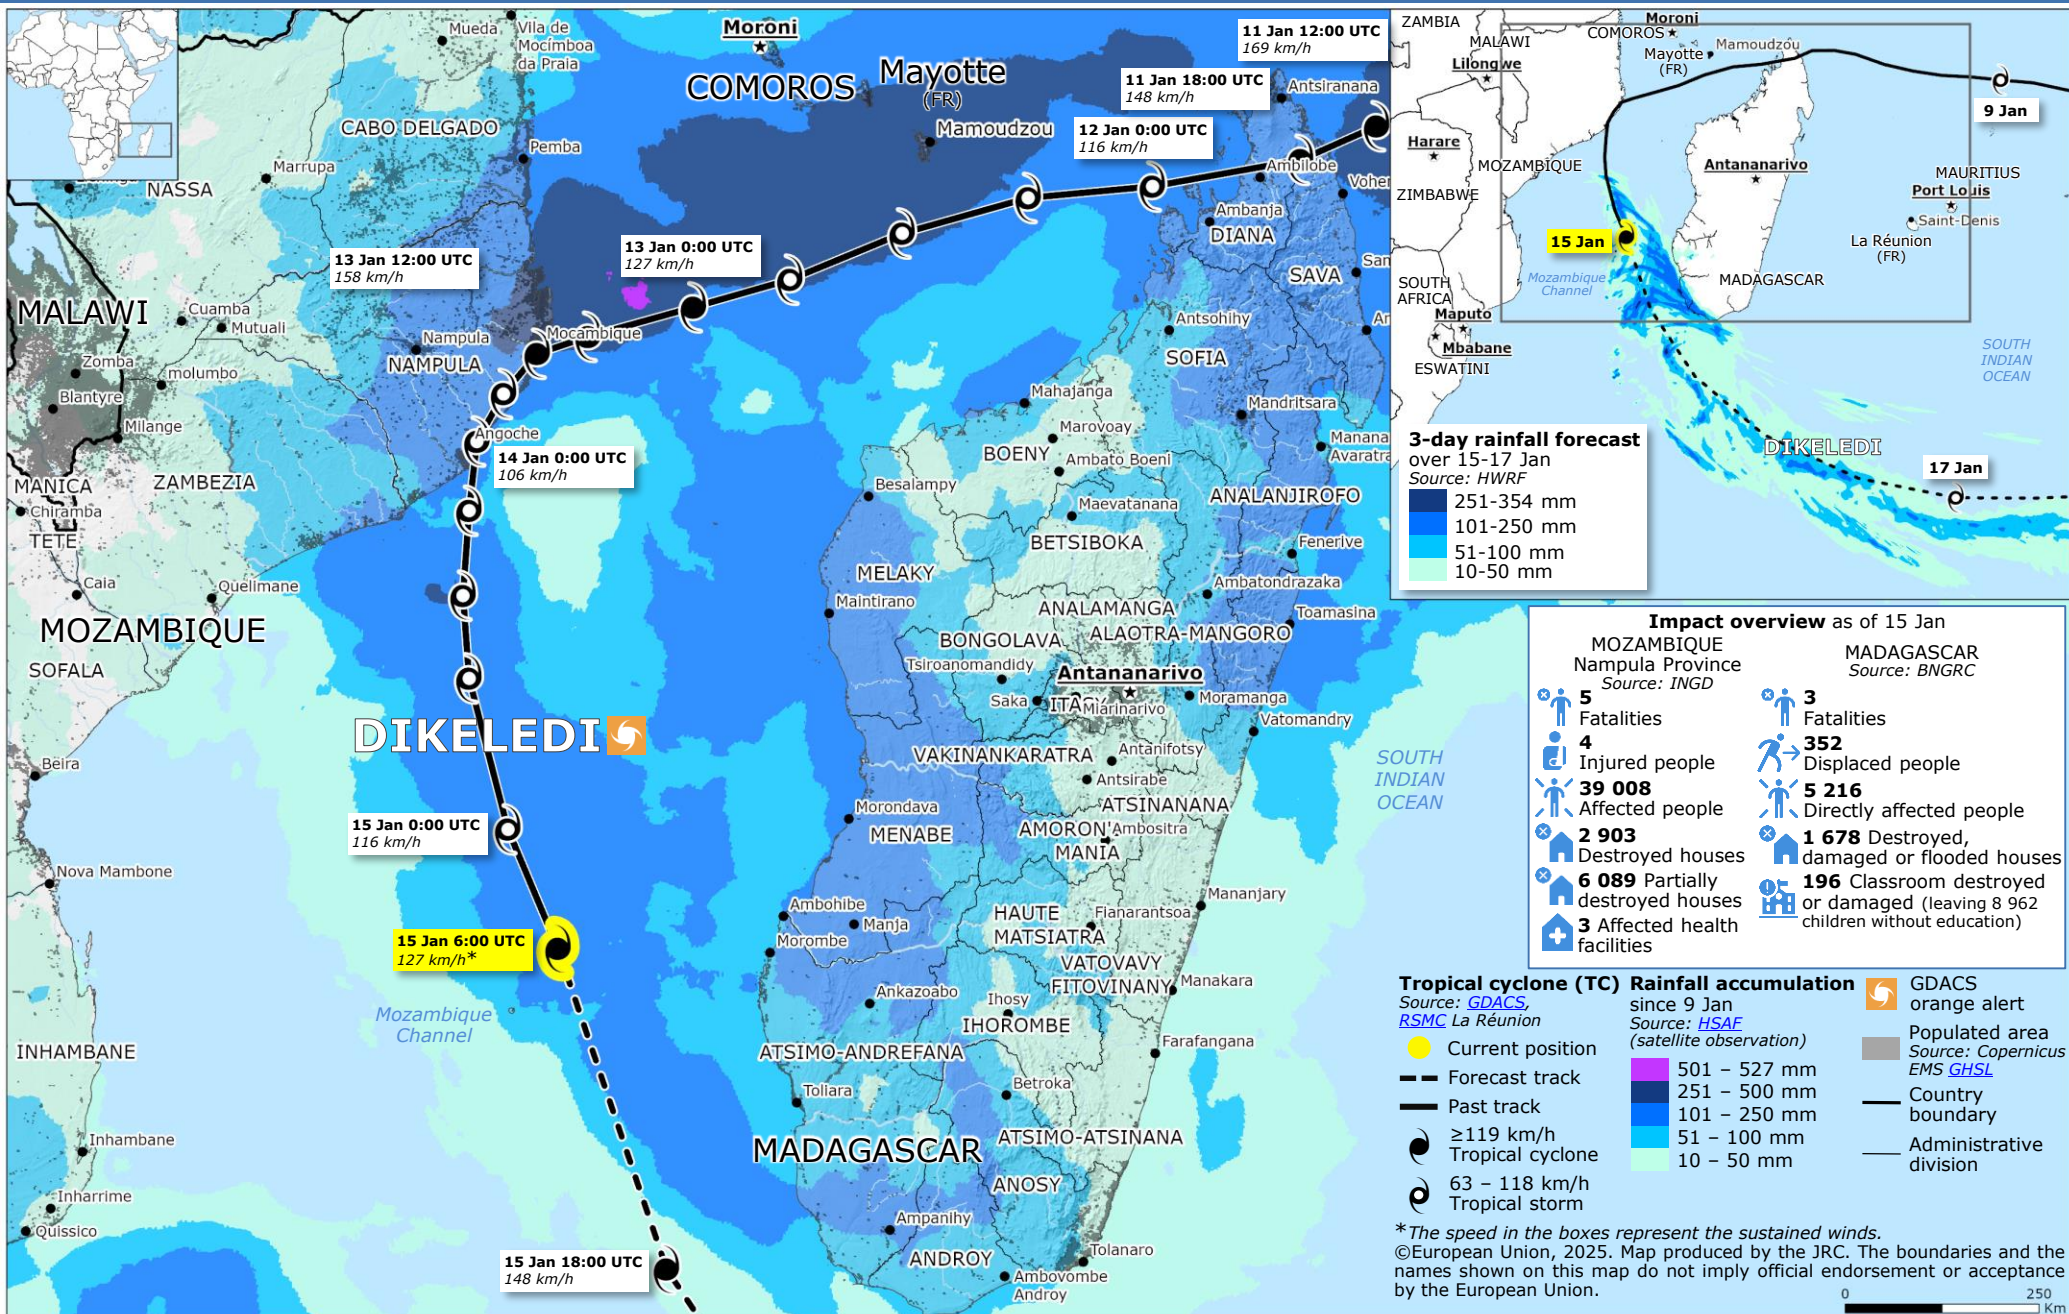 Moroni
COMOROS
Mayotte
(FR)
Mamoudzou
Mueda
Vila de
Mocímboa
da Praia
CABO DELGADO
Pemba
Marrupa
NASSA
11 Jan 12:00 UTC
169 km/h
11 Jan 18:00 UTC
148 km/h
Antsiranana
12 Jan 0:00 UTC
116 km/h
Ambilobe
Ambanja
DIANA
SAVA
13 Jan 0:00 UTC
127 km/h
13 Jan 12:00 UTC
158 km/h
MALAWI
Cuamba
Mutuali
Zomba
molumbo
Blantyre
Milange
Nampula
NAMPULA
Mocambique
Angoche
14 Jan 0:00 UTC
106 km/h
MANICA
Chiramba
TETE
ZAMBEZIA
Caia
Quelimane
MOZAMBIQUE
SOFALA
Beira
Nova Mambone
INHAMBANE
Inhambane
Inharrime
Quissico
Antsohihy
SOFIA
Mahajanga
Mandritsara
Marovoay
BOENY
Ambato Boeni
Manana
Avaratra
Besalampy
Maevatanana
ANALANJIROFO
BETSIBOKA
Fenerive
MELAKY
Ambatondrazaka
Maintirano
ANALAMANGA
Toamasina
BONGOLAVA
ALAOTRA-MANGORO
Tsiroanomandidy
Antananarivo
Saka
ITA
Miarinarivo
Moramanga
Vatomandry
DIKELEDI
VAKINANKARATRA
Antanifotsy
Antsirabe
ATSINANANA
Morondava
MENABE
AMORON'
MANIA
Ambositra
15 Jan 0:00 UTC
116 km/h
Mananjary
Ambohibe
Manja
HAUTE
MATSIATRA
Fianarantsoa
Morombe
15 Jan 6:00 UTC
127 km/h*
VATOVAVY
FITOVINANY
Manakara
Ankazoabo
Ihosy
IHOROMBE
Mozambique
Channel
Farafangana
ATSIMO-ANDREFANA
Toliara
Betroka
MADAGASCAR
ATSIMO-ATSINANA
ANOSY
Ampanihy
ANDROY
Tolanaro
Ambovombe
Androy
15 Jan 18:00 UTC
148 km/h
SOUTH
INDIAN
OCEAN
ZAMBIA
MALAWI
Lilongwe
Moroni
COMOROS
Mayotte
(FR)
Mamoudzou
9 Jan
Harare
MOZAMBIQUE
Antananarivo
MAURITIUS
Port Louis
ZIMBABWE
Saint-Denis
La Réunion
(FR)
15 Jan
Mozambique
Channel
MADAGASCAR
SOUTH
AFRICA
Maputo
Mbabane
ESWATINI
SOUTH
INDIAN
OCEAN
DIKELEDI
17 Jan
3-day rainfall forecast
over 15-17 Jan
Source: HWRF
251-354 mm
101-250 mm
51-100 mm
10-50 mm
Impact overview as of 15 Jan
MOZAMBIQUE
Nampula Province
Source: INGD
5
Fatalities
4
Injured people
39 008
Affected people
2 903
Destroyed houses
6 089 Partially
destroyed houses
3 Affected health
facilities
MADAGASCAR
Source: BNGRC
3
Fatalities
352
Displaced people
5 216
Directly affected people
1 678 Destroyed,
damaged or flooded houses
196 Classroom destroyed
or damaged (leaving 8 962
children without education)
Tropical cyclone (TC)
Source: GDACS,
RSMC La Réunion
Current position
Forecast track
Past track
≥119 km/h
Tropical cyclone
63 – 118 km/h
Tropical storm
Rainfall accumulation
since 9 Jan
Source: HSAF
(satellite observation)
501 – 527 mm
251 – 500 mm
101 – 250 mm
51 – 100 mm
10 – 50 mm
GDACS
orange alert
Populated area
Source: Copernicus
EMS GHSL
Country
boundary
Administrative
division
*The speed in the boxes represent the sustained winds.
©European Union, 2025. Map produced by the JRC. The boundaries and the
names shown on this map do not imply official endorsement or acceptance
by the European Union.
0 250
Km